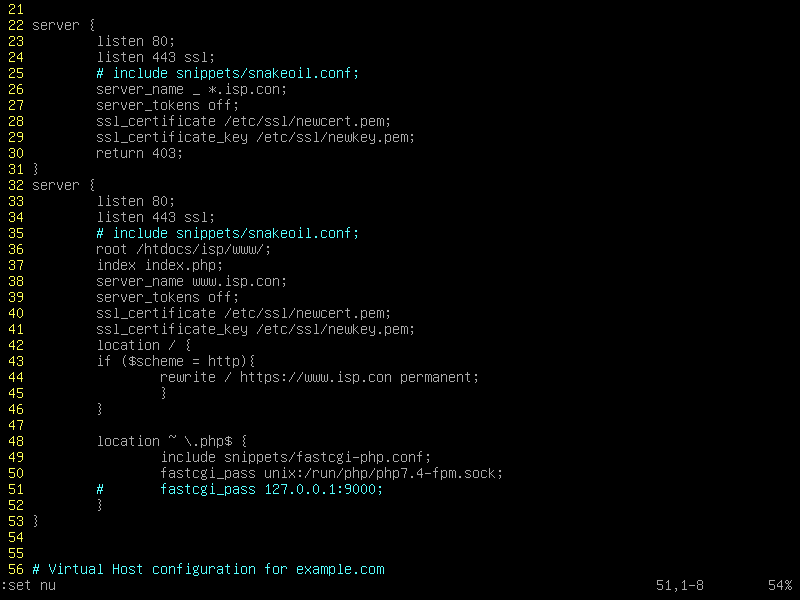 21
22 server {
23         listen 80;
24         listen 443 ssl;
25         # include snippets/snakeoil.conf;
26         server_name _ *.isp.con;
27         server_tokens off;
28         ssl_certificate /etc/ssl/newcert.pem;
29         ssl_certificate_key /etc/ssl/newkey.pem;
30         return 403;
31 }
32 server {
33         listen 80;
34         listen 443 ssl;
35         # include snippets/snakeoil.conf;
36         root /htdocs/isp/www/;
37         index index.php;
38         server_name www.isp.con;
39         server_tokens off;
40         ssl_certificate /etc/ssl/newcert.pem;
41         ssl_certificate_key /etc/ssl/newkey.pem;
42         location / {
43         if ($scheme = http){
44                 rewrite / https://www.isp.con permanent;
45                 }
46         }
47
48         location ~ \.php$ {
49                 include snippets/fastcgi-php.conf;
50                 fastcgi_pass unix:/run/php/php7.4-fpm.sock;
51         #       fastcgi_pass 127.0.0.1:9000;
52         }
53 }
54
55
56 # Virtual Host configuration for example.com
:set nu                                                                           51,1-8        54%